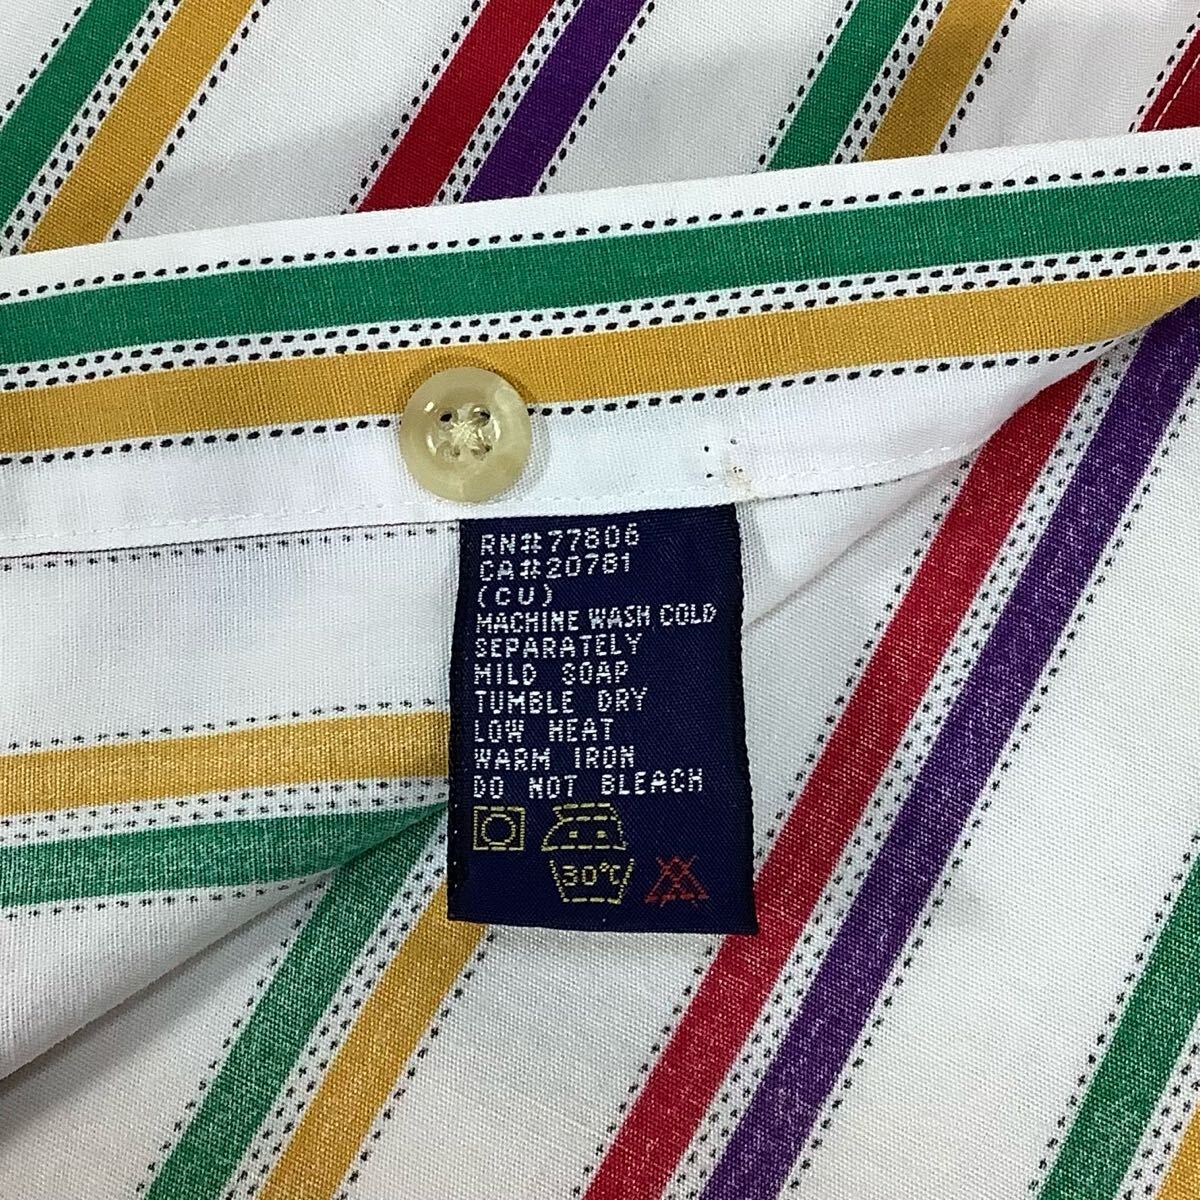 RN#77806
CA#20781
(CU)
MACHINE WASH COLD
SEPARATELY
MILD SOAP
TUMBLE DRY
LOW HEAT
WARM IRON
DO NOT BLEACH
30°C